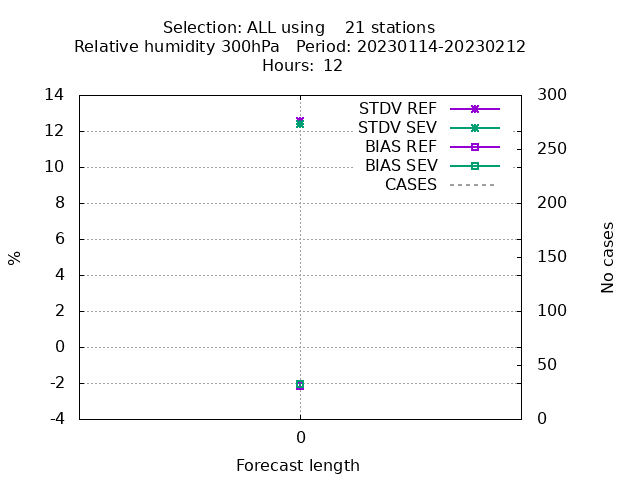 Selection: ALL using    21 stations
Relative humidity 300hPa   Period: 20230114-20230212
Hours: 12
14
12
10
8
6
4
2
0
-2
-4
%
STDV REF
STDV SEV
BIAS REF
BIAS SEV
CASES
300
250
200
150
100
50
0
No cases
0
Forecast length